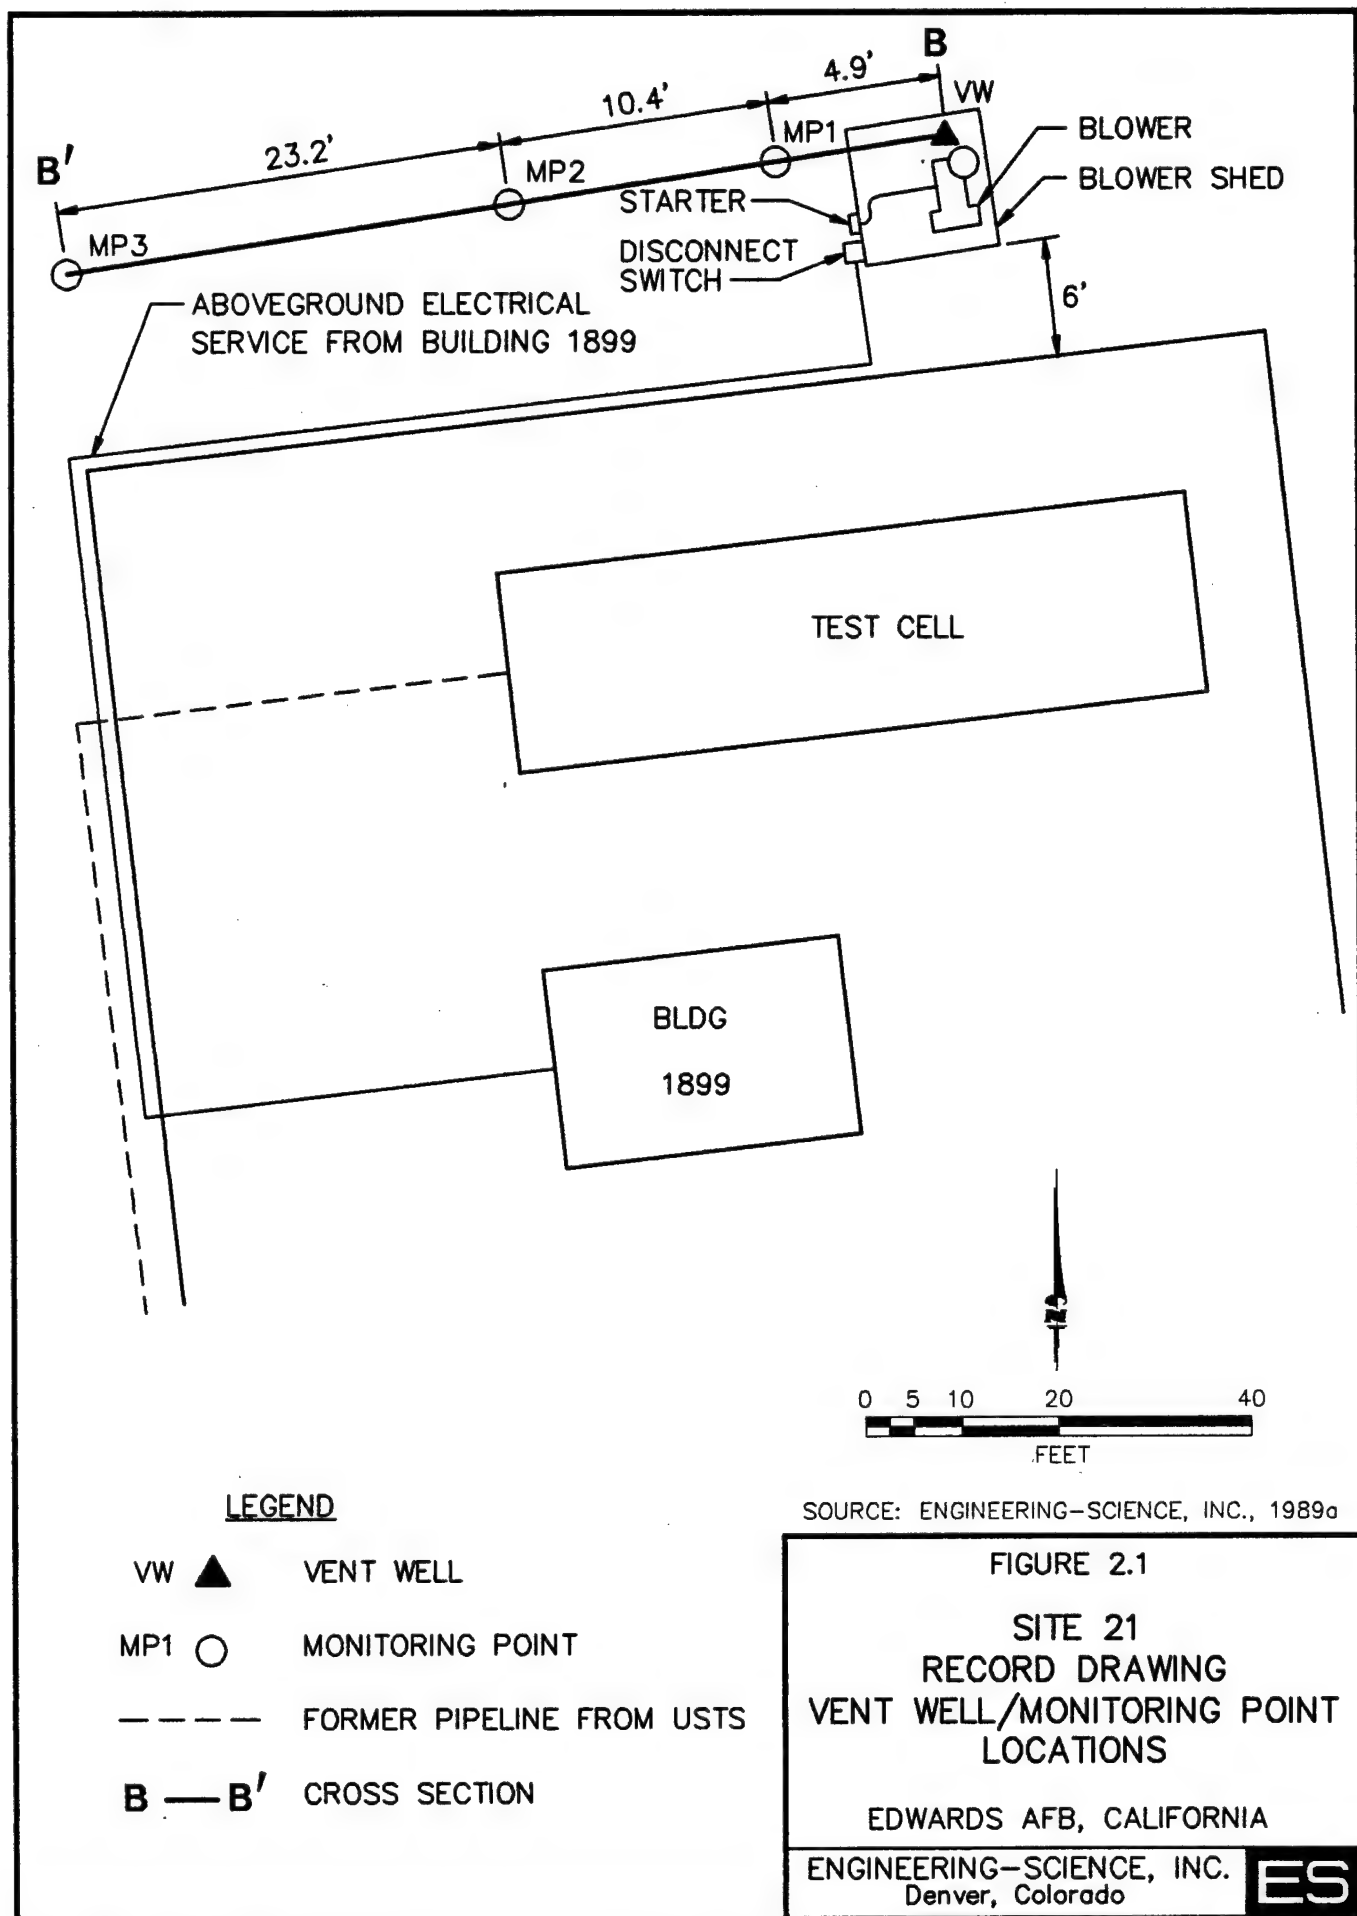 B
4.9'
VW
10.4'
MP1
BLOWER
23.2'
MP2
B'
BLOWER SHED
STARTER
MP3
DISCONNECT
SWITCH
6'
ABOVEGROUND ELECTRICAL
SERVICE FROM BUILDING 1899
TEST CELL
BLDG
1899
N
0 5 10 20 40
FEET
SOURCE: ENGINEERING-SCIENCE, INC., 1989a
LEGEND
VW VENT WELL
MP1 MONITORING POINT
FORMER PIPELINE FROM USTS
B — B' CROSS SECTION
FIGURE 2.1
SITE 21
RECORD DRAWING
VENT WELL/MONITORING POINT
LOCATIONS
EDWARDS AFB, CALIFORNIA
ENGINEERING-SCIENCE, INC.
Denver, Colorado
ES